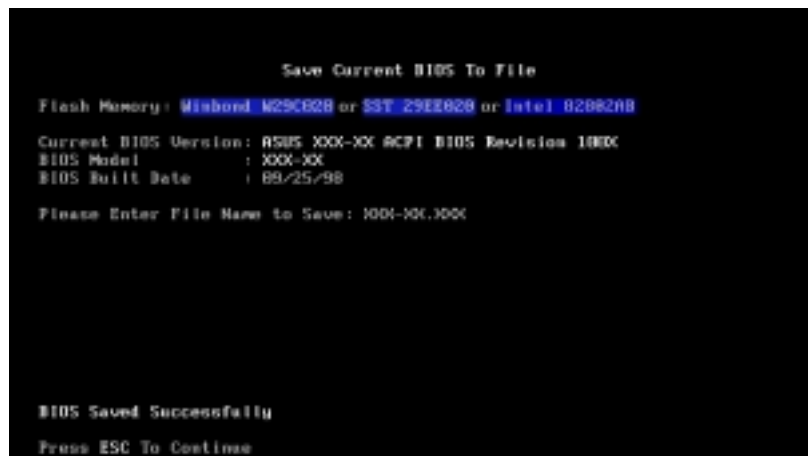 Save Current BIOS To File
Flash Memory: Winbond W29C020 or SST 29EE020 or Intel 82802AB
Current BIOS Version: ASUS XXX-XX ACPI BIOS Revision 100X
BIOS Model : XXX-XX
BIOS Built Date : 09/25/98
Please Enter File Name to Save: XXX-XX.XXX
BIOS Saved Successfully
Press ESC To Continue